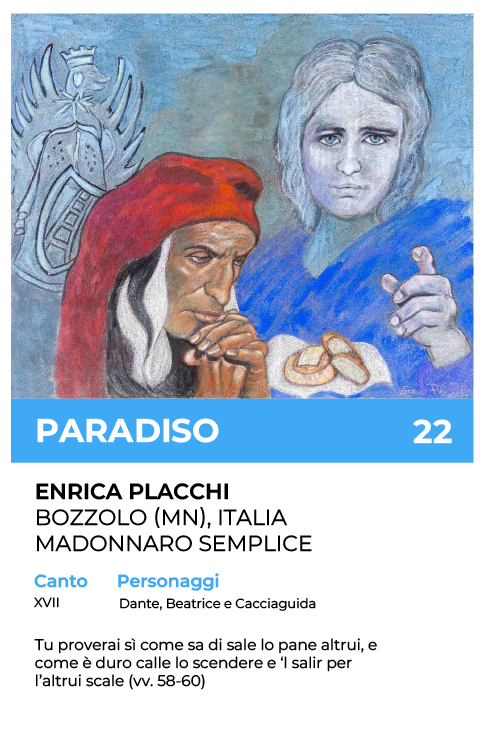 PARADISO 22
ENRICA PLACCHI
BOZZOLO (MN), ITALIA
MADONNARO SEMPLICE
Canto Personaggi
XVII Dante, Beatrice e Cacciaguida
Tu proverai sì come sa di sale lo pane altrui, e
come è duro calle lo scendere e ‘l salir per
l’altrui scale (vv. 58-60)